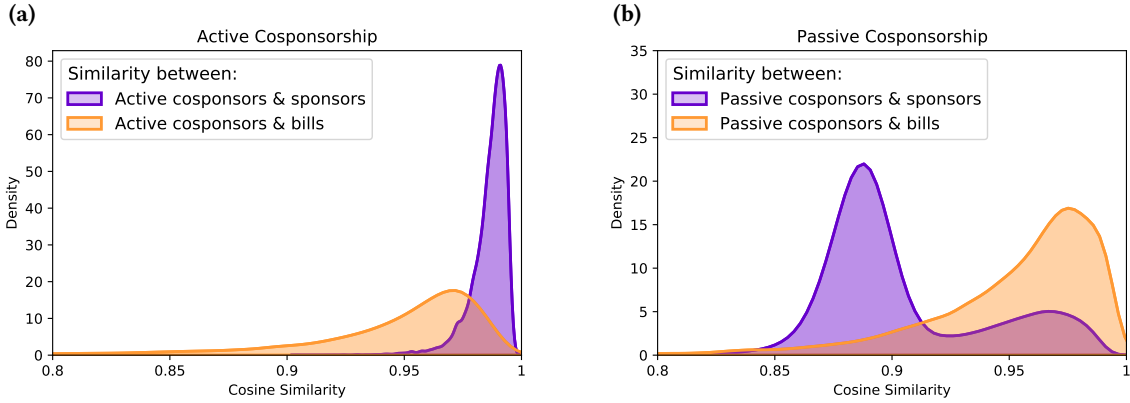 (a)
Active Cosponsorship
Similarity between:
Active cosponsors & sponsors
Active cosponsors & bills
80
70
60
50
40
30
20
10
0
Density
0.8
0.85
0.9
0.95
1
Cosine Similarity
(b)
Passive Cosponsorship
Similarity between:
Passive cosponsors & sponsors
Passive cosponsors & bills
35
30
25
20
15
10
5
0
Density
0.8
0.85
0.9
0.95
1
Cosine Similarity